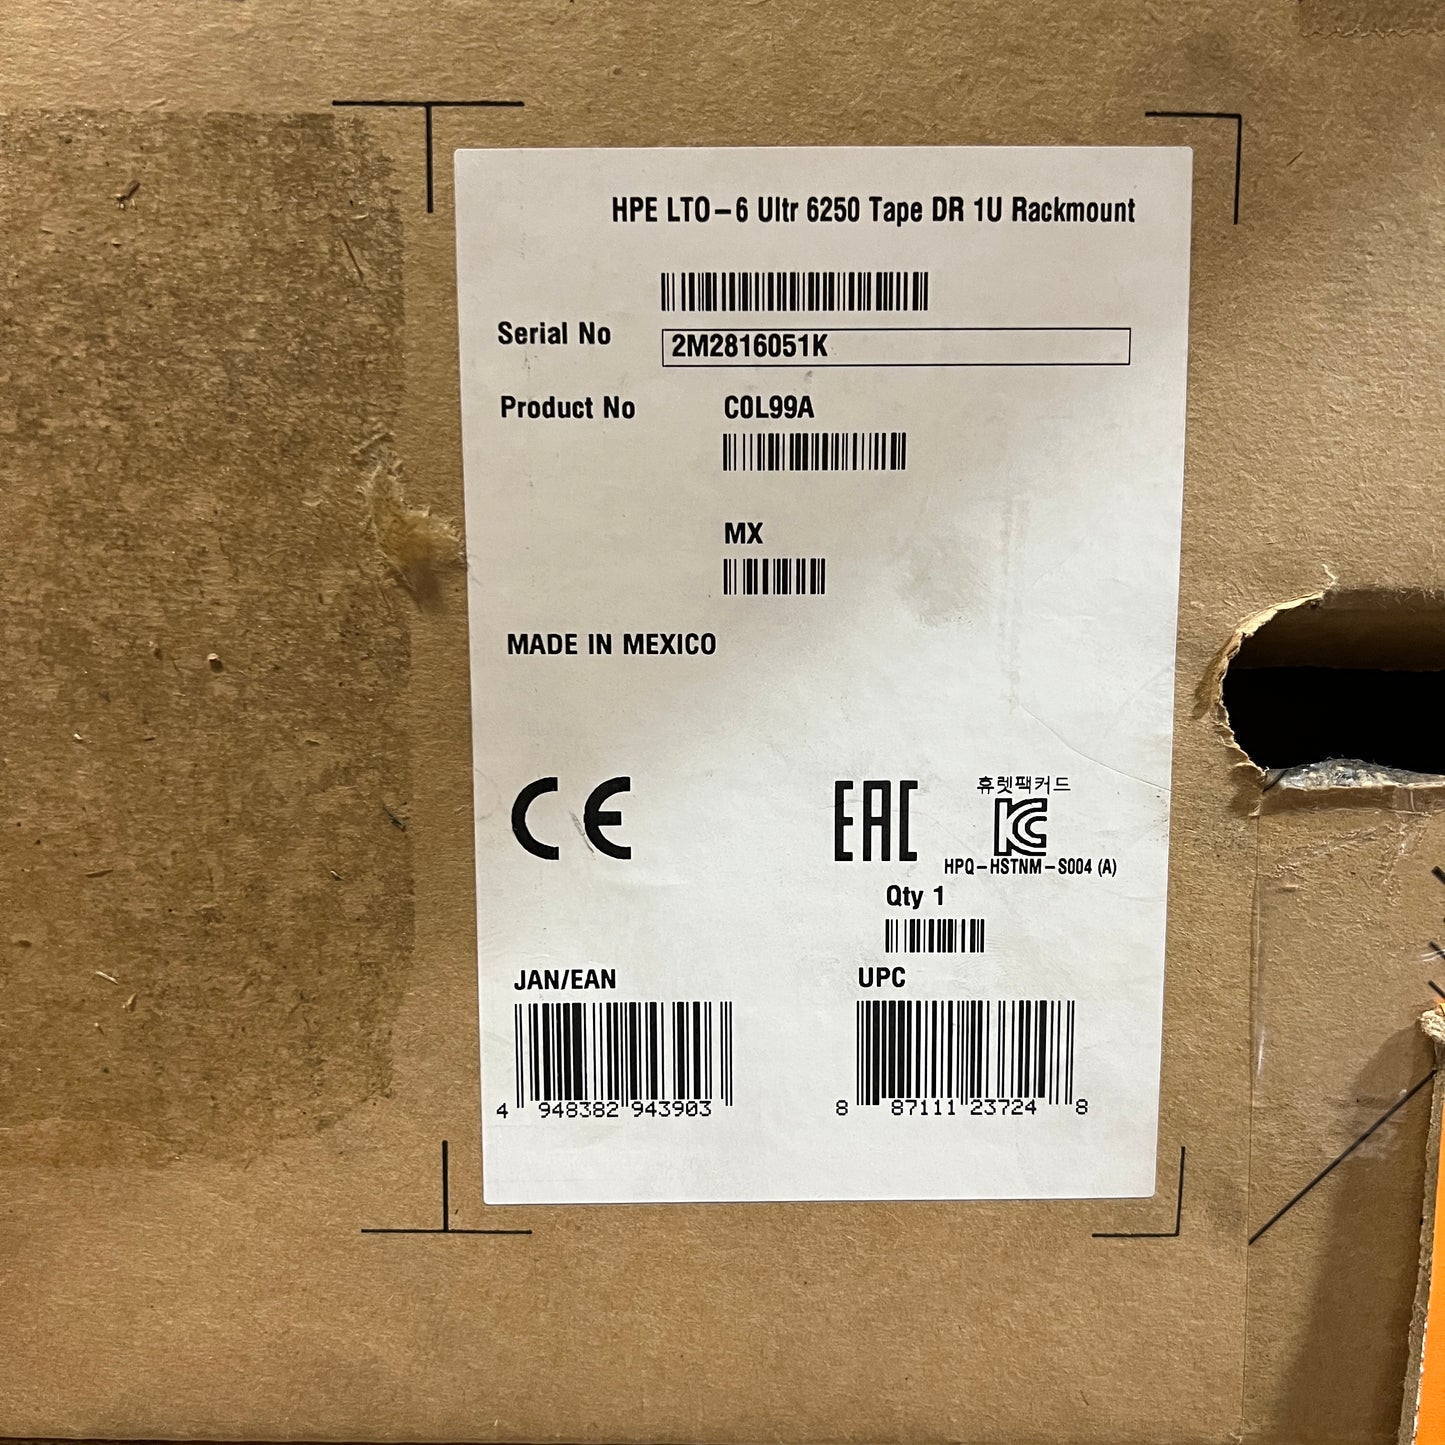 HPE LTO-6 Ultr 6250 Tape DR 1U Rackmount
Serial No 2M2816051K
Product No C0L99A
MX
MADE IN MEXICO
CE EAC 휴렛팩커드
KC
HPQ-HSTNM-S004 (A)
Qty 1
JAN/EAN UPC
4 948382 943903 8 87111 23724 8